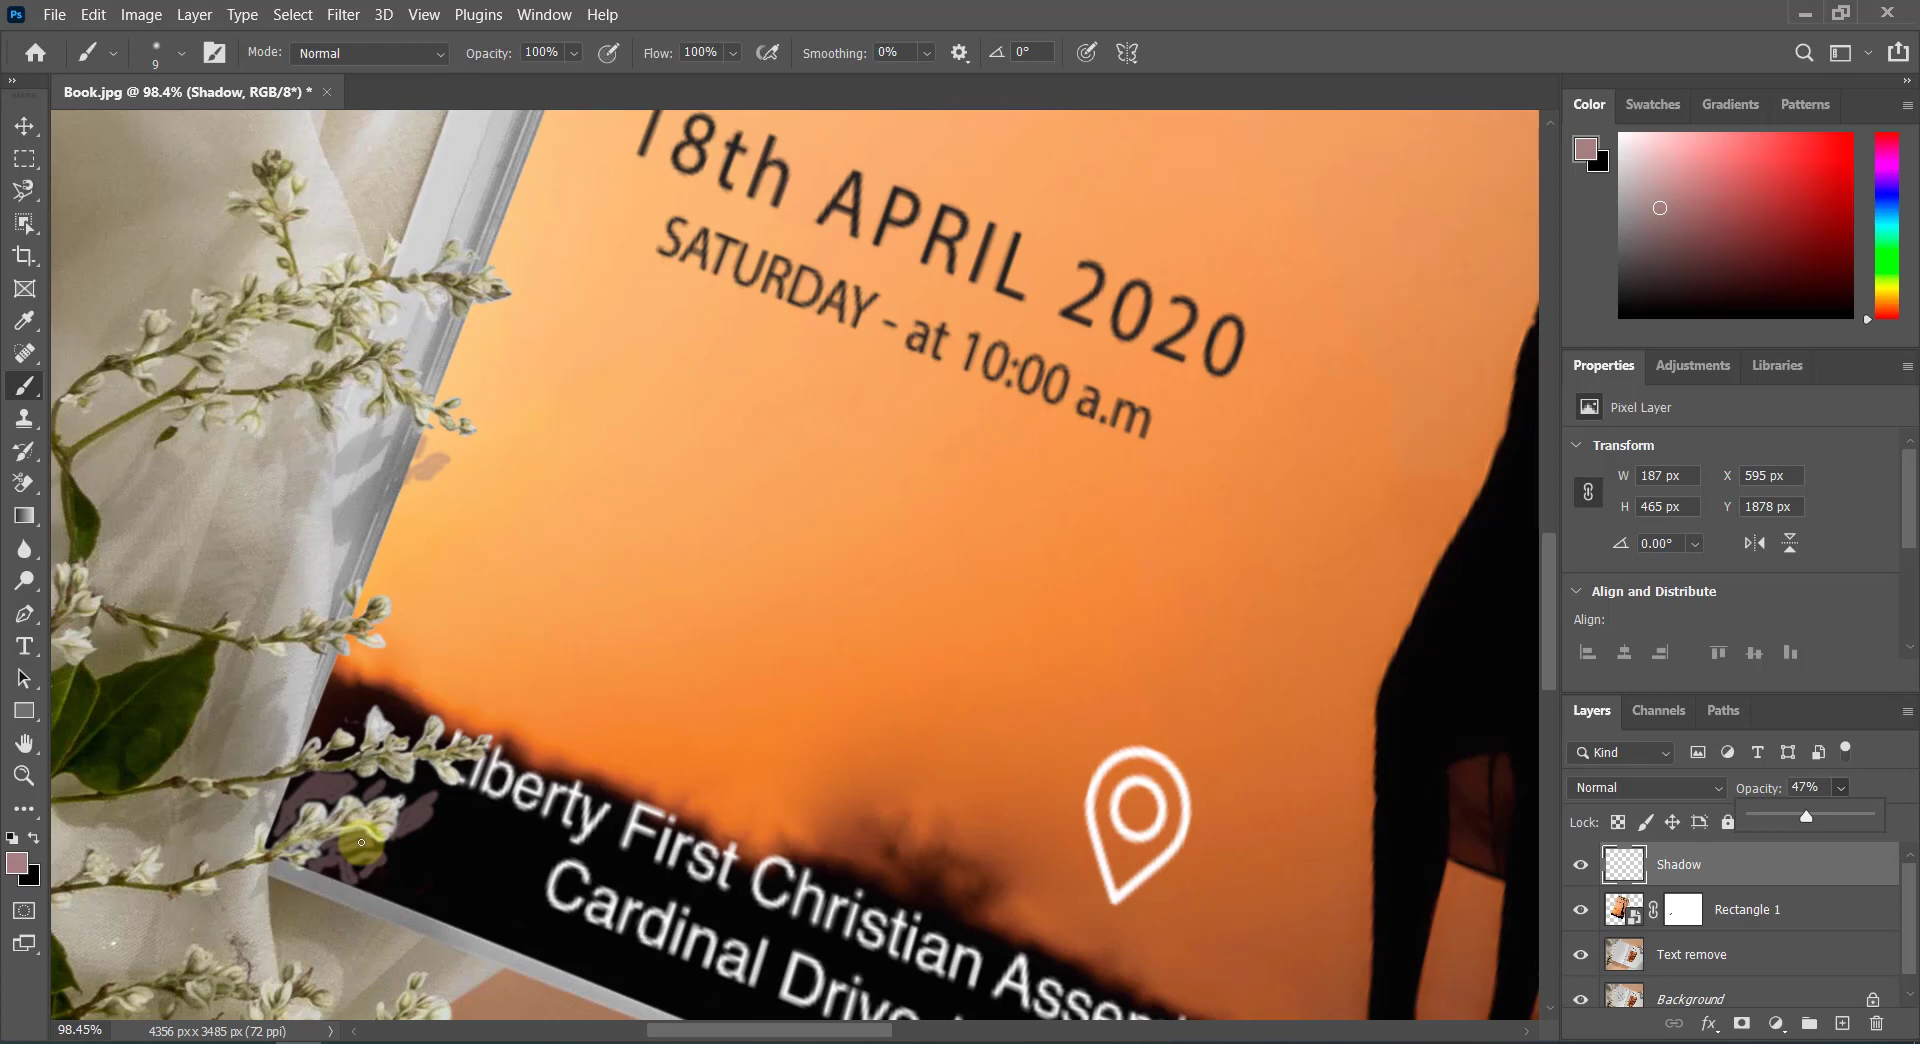 Ps File Edit Image Layer Type Select Filter 3D View Plugins Window Help
9 Mode: Normal Opacity: 100% Flow: 100% Smoothing: 0% 0°
Book.jpg @ 98.4% (Shadow, RGB/8*) *
18th APRIL 2020
SATURDAY - at 10:00 a.m
Liberty First Christian
Cardinal Drive
98.45% 4356 px x 3485 px (72 ppi)
Color Swatches Gradients Patterns
Properties Adjustments Libraries
Pixel Layer
Transform
W 187 px X 595 px
H 465 px Y 1878 px
0.00°
Align and Distribute
Align:
Layers Channels Paths
Kind
Normal Opacity: 47%
Lock:
Shadow
Rectangle 1
Text remove
Background
fx